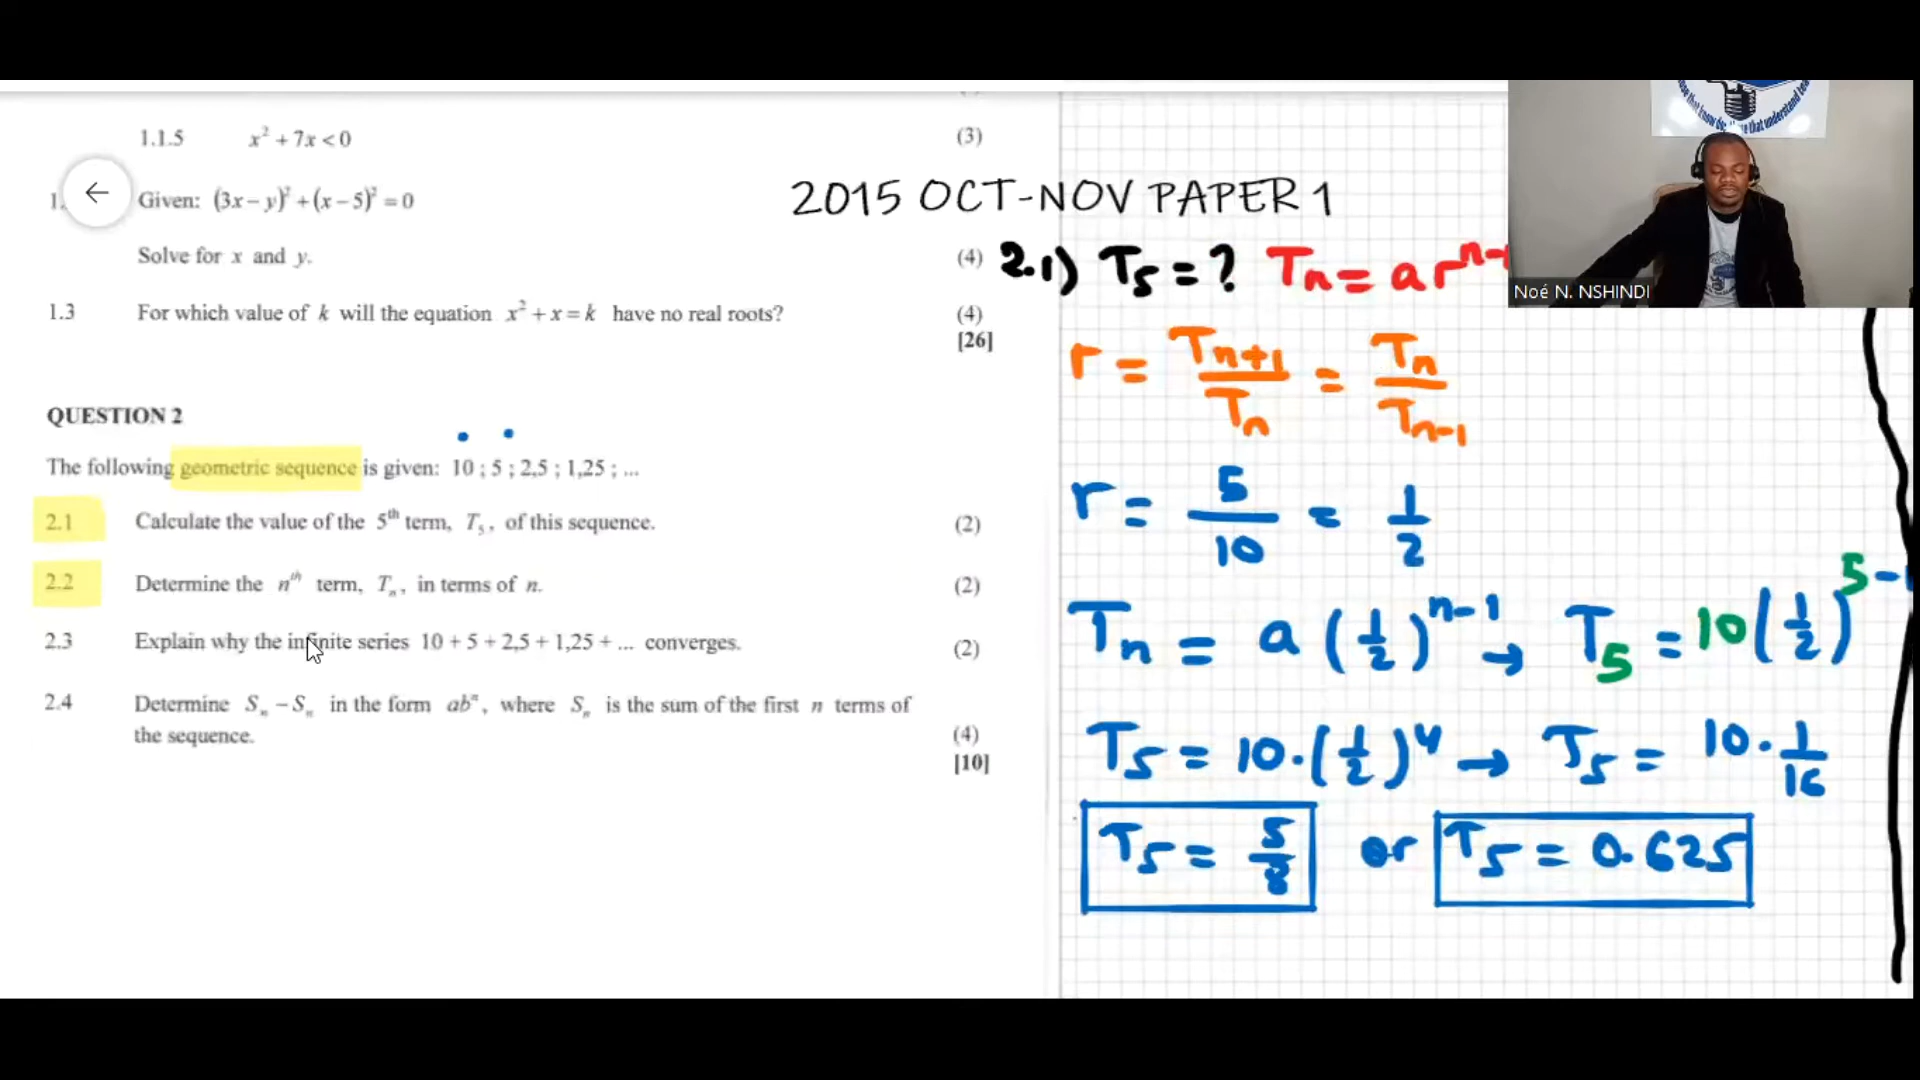 1.1.5 x² + 7x < 0 (3)
Given: (3x − y)² + (x − 5)² = 0
Solve for x and y. (4)
1.3 For which value of k will the equation x² + x = k have no real roots? (4)
[26]
QUESTION 2
The following geometric sequence is given: 10 ; 5 ; 2,5 ; 1,25 ; ...
2.1 Calculate the value of the 5th term, T₅, of this sequence. (2)
2.2 Determine the nth term, Tₙ, in terms of n. (2)
2.3 Explain why the infinite series 10 + 5 + 2,5 + 1,25 + ... converges. (2)
2.4 Determine S∞ − Sₙ in the form abⁿ, where Sₙ is the sum of the first n terms of
the sequence. (4)
[10]
2015 OCT-NOV PAPER 1
2.1) T₅ = ? Tₙ = a rⁿ⁻
r = Tₙ₊₁/Tₙ = Tₙ/Tₙ₋₁
r = 5/10 = 1/2
Tₙ = a (1/2)ⁿ⁻¹ → T₅ = 10 (1/2)⁵⁻
T₅ = 10 · (1/2)⁴ → T₅ = 10 · 1/16
T₅ = 5/8 or T₅ = 0.625
that understand
Noé N. NSHINDI